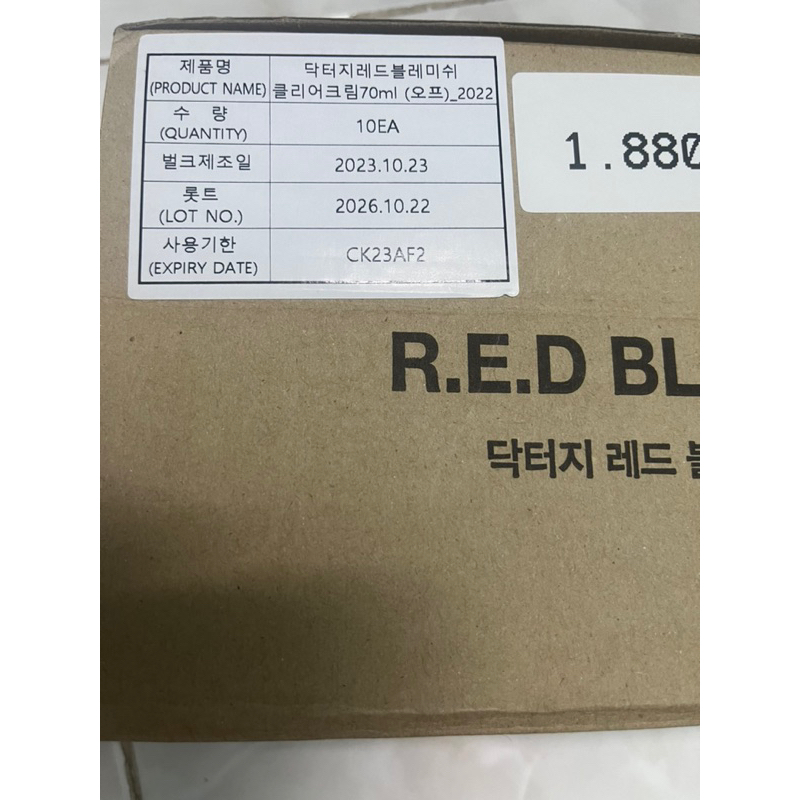 제품명
(PRODUCT NAME)
닥터지레드블레미쉬
클리어크림70ml (오프)_2022
수 량
(QUANTITY)
10EA
벌크제조일
2023.10.23
롯트
(LOT NO.)
2026.10.22
사용기한
(EXPIRY DATE)
CK23AF2
1.880
R.E.D BL
닥터지 레드